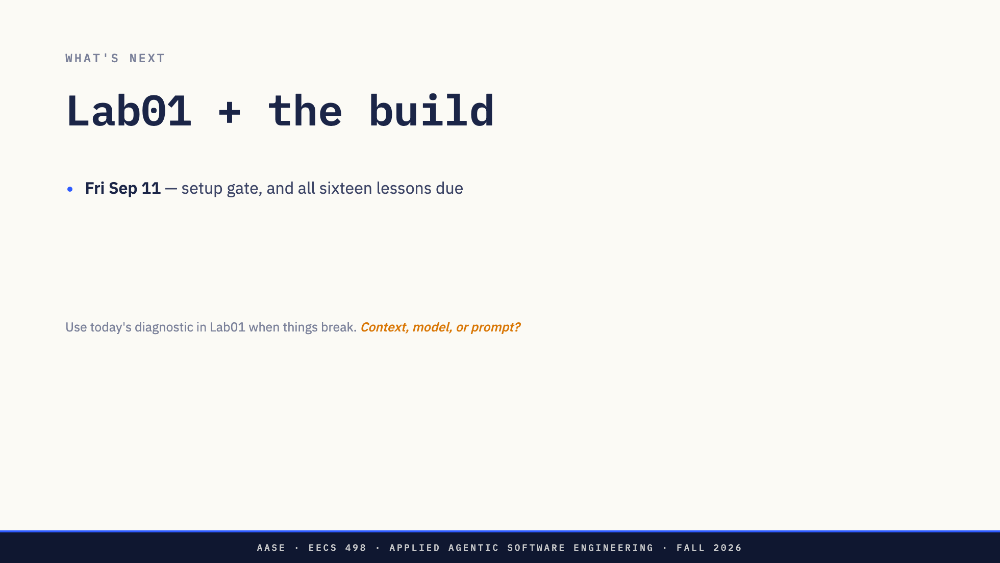 WHAT'S NEXT
Lab01 + the build
• Fri Sep 11 — setup gate, and all sixteen lessons due
Use today's diagnostic in Lab01 when things break. Context, model, or prompt?
AASE · EECS 498 · APPLIED AGENTIC SOFTWARE ENGINEERING · FALL 2026